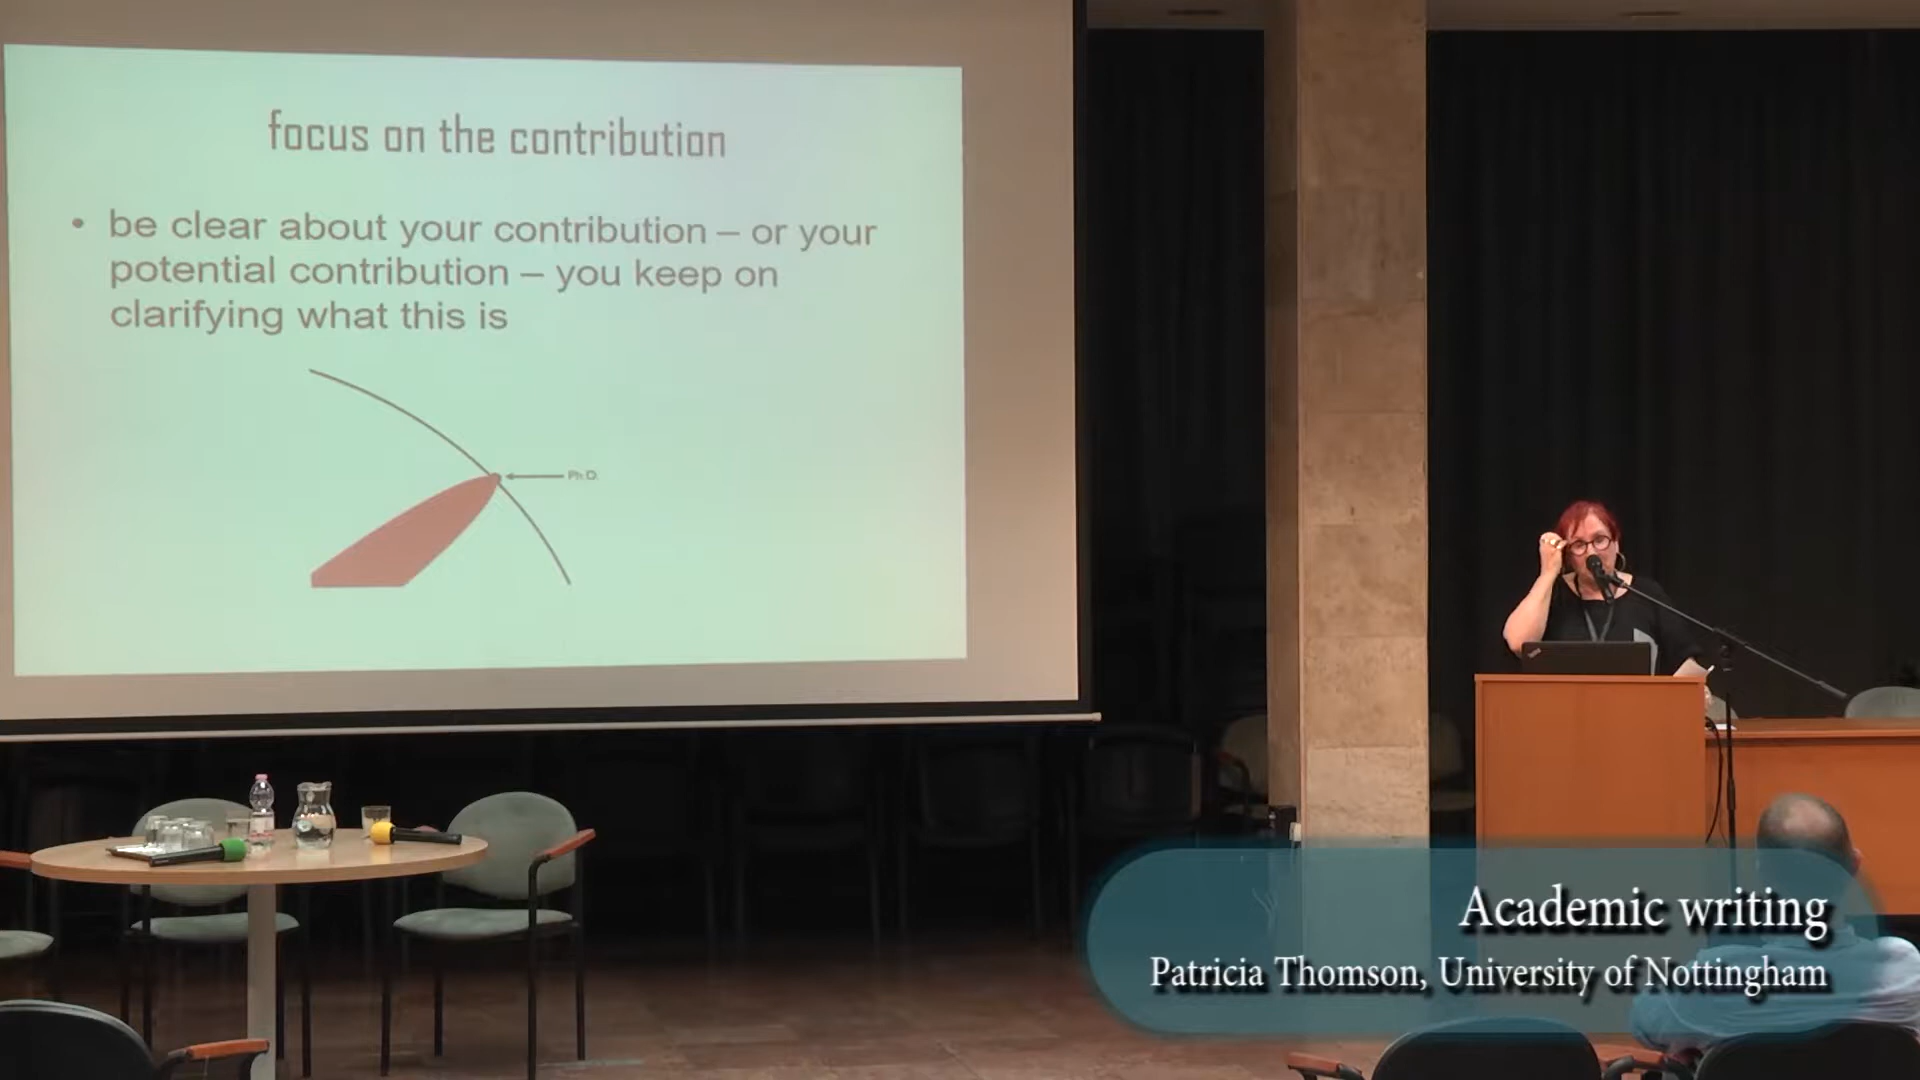 focus on the contribution
• be clear about your contribution – or your
potential contribution – you keep on
clarifying what this is
Ph.D.
Academic writing
Patricia Thomson, University of Nottingham